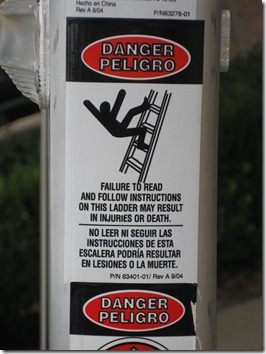 Hecho en China
Rev A 8/04
P/N63276-01
DANGER
PELIGRO
FAILURE TO READ
AND FOLLOW INSTRUCTIONS
ON THIS LADDER MAY RESULT
IN INJURIES OR DEATH.
NO LEER NI SEGUIR LAS
INSTRUCCIONES DE ESTA
ESCALERA PODRÍA RESULTAR
EN LESIONES O LA MUERTE.
P/N 63401-01/ Rev A 9/04
DANGER
PELIGRO